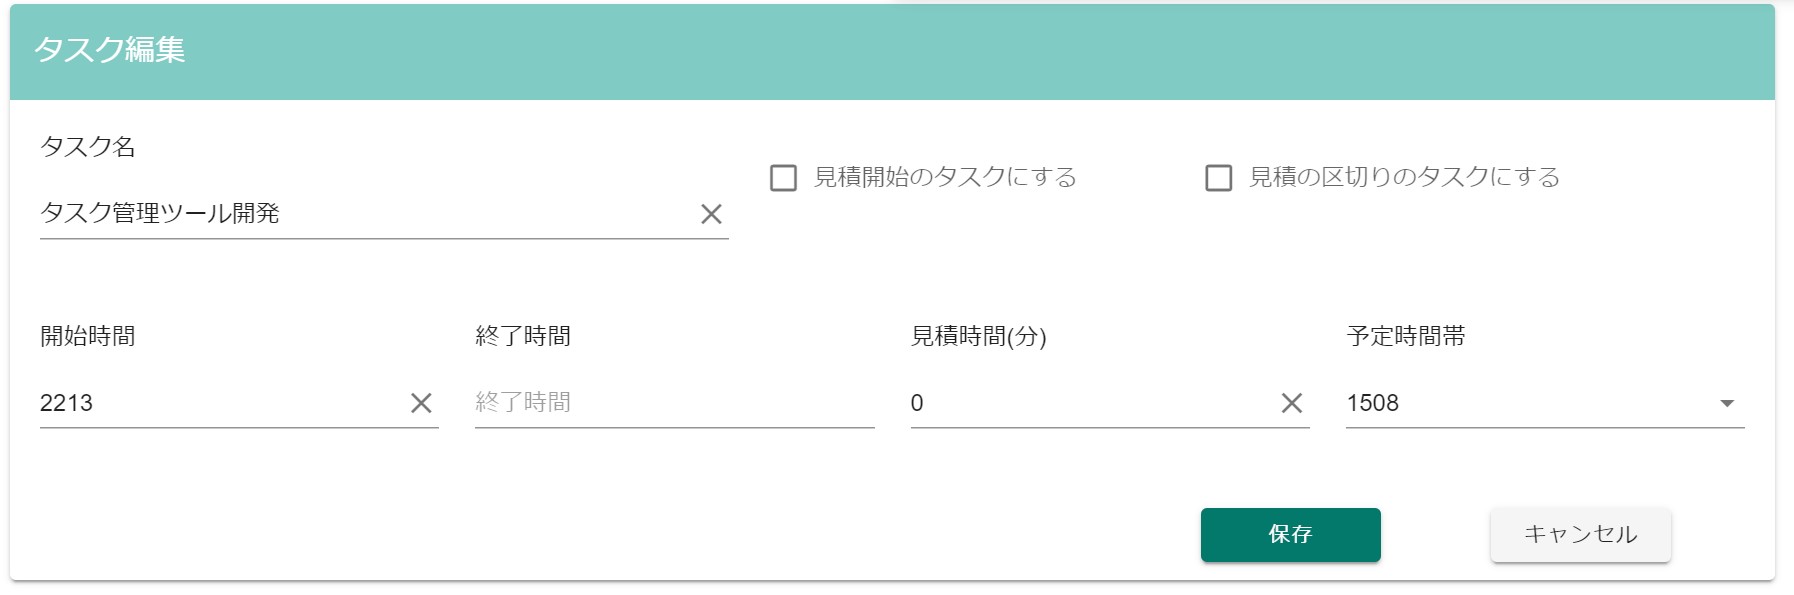 タスク編集
タスク名
タスク管理ツール開発
見積開始のタスクにする
見積の区切りのタスクにする
開始時間
終了時間
見積時間(分)
予定時間帯
2213
終了時間
0
1508
保存
キャンセル